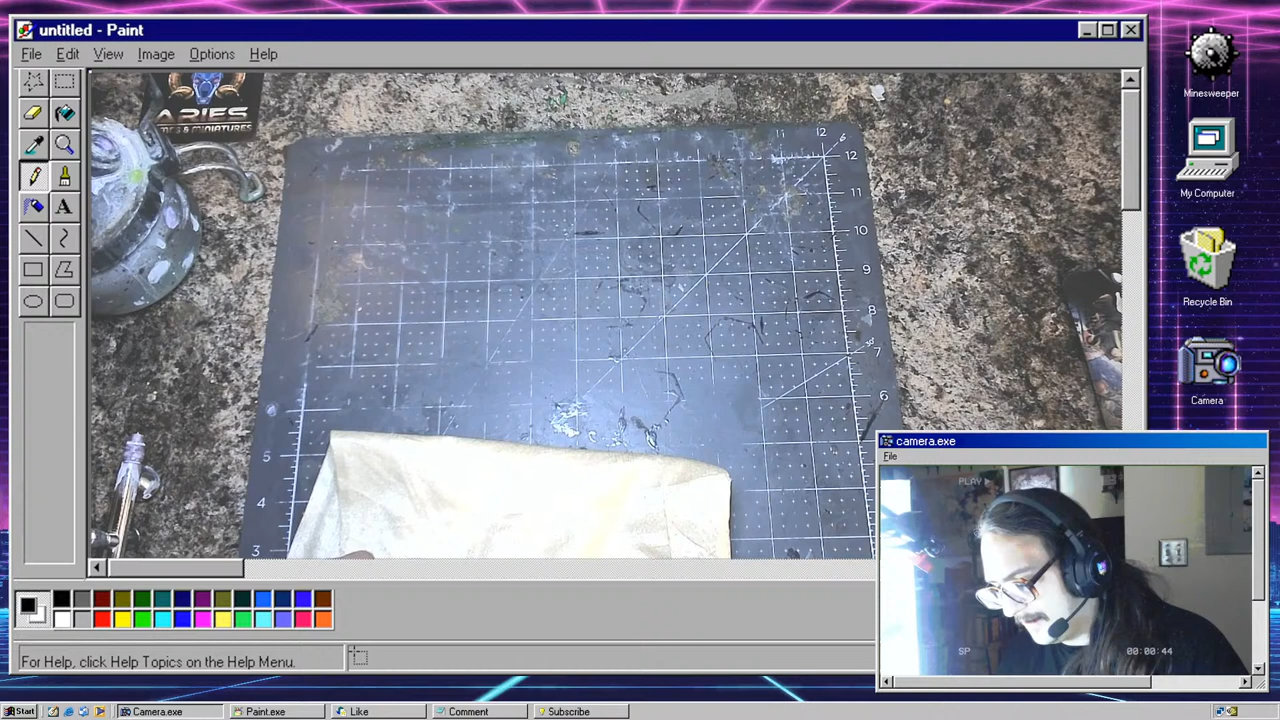 untitled - Paint
File Edit View Image Options Help
ARIES
& MINIATURES
11 12
12
11
10
9
8
7
6
5
4
3
Minesweeper
My Computer
Recycle Bin
Camera
camera.exe
File
PLAY
SP 00:00:44
For Help, click Help Topics on the Help Menu.
Start Camera.exe Paint.exe Like Comment Subscribe